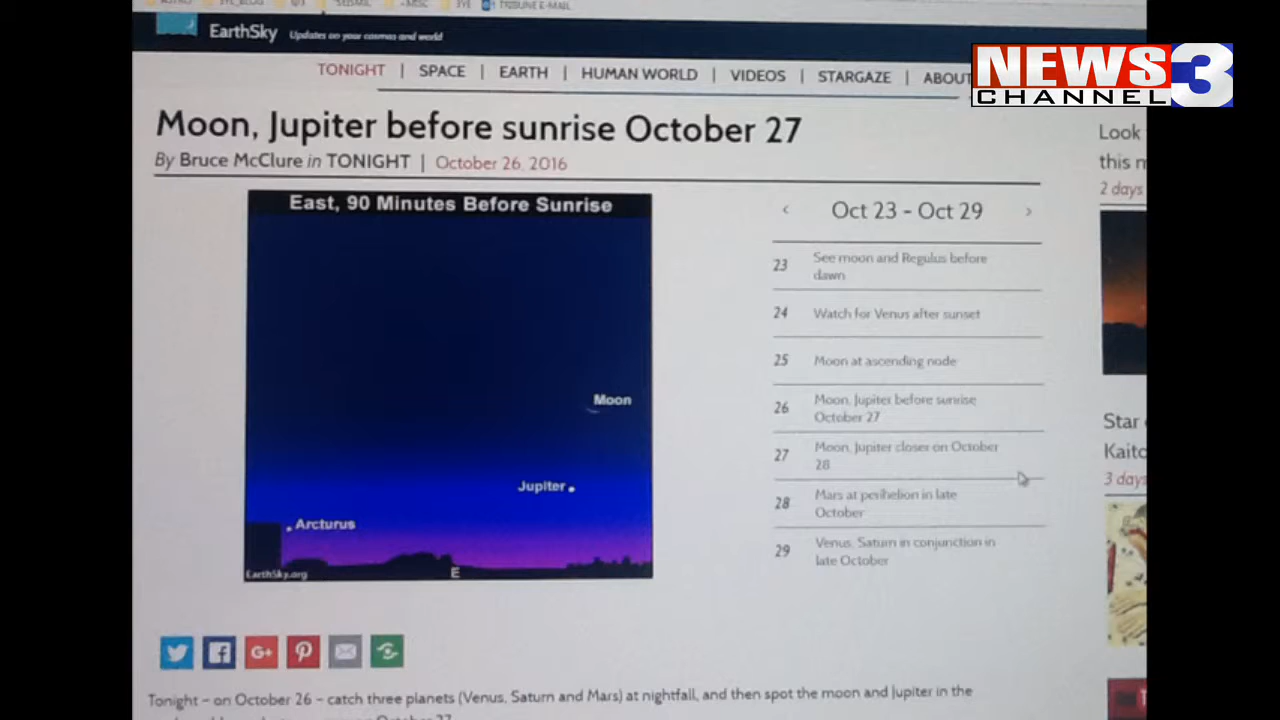 TRIBUNE E-MAIL
EarthSky Updates on your cosmos and world
NEWS 3
CHANNEL
TONIGHT | SPACE | EARTH | HUMAN WORLD | VIDEOS | STARGAZE | ABOUT
Moon, Jupiter before sunrise October 27
By Bruce McClure in TONIGHT | October 26, 2016
East, 90 Minutes Before Sunrise
Moon
Jupiter
Arcturus
E
EarthSky.org
< Oct 23 - Oct 29 >
23 See moon and Regulus before
dawn
24 Watch for Venus after sunset
25 Moon at ascending node
26 Moon, Jupiter before sunrise
October 27
27 Moon, Jupiter closer on October
28
28 Mars at perihelion in late
October
29 Venus, Saturn in conjunction in
late October
Look
this
2 days
Star
3 days
G+
Tonight – on October 26 – catch three planets (Venus, Saturn and Mars) at nightfall, and then spot the moon and Jupiter in the